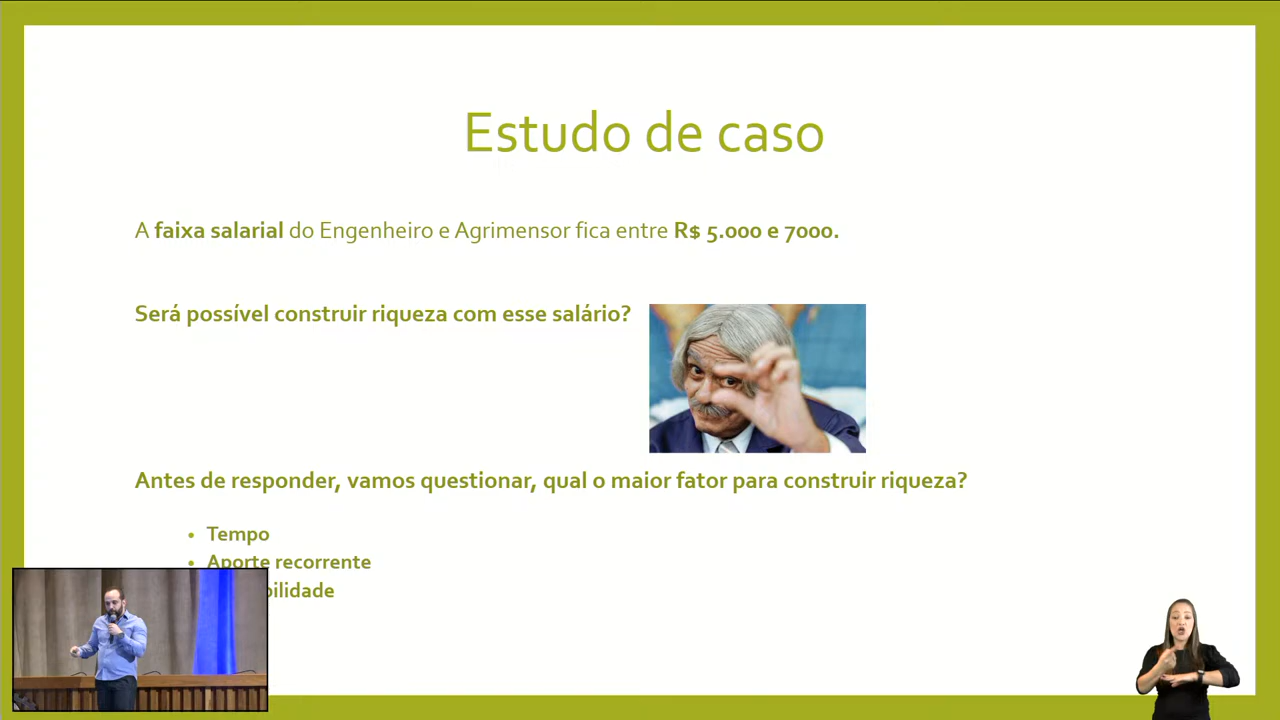 Estudo de caso
A faixa salarial do Engenheiro e Agrimensor fica entre R$ 5.000 e 7000.
Será possível construir riqueza com esse salário?
Antes de responder, vamos questionar, qual o maior fator para construir riqueza?
• Tempo
• Aporte recorrente